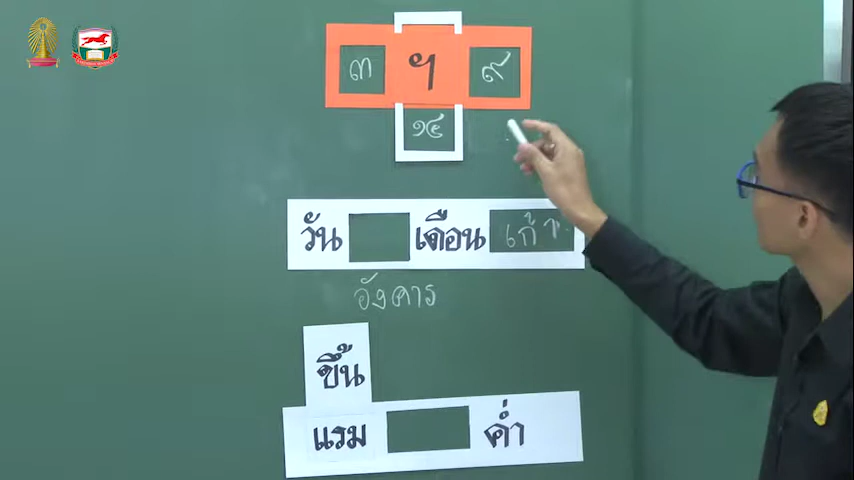 ๓ ฯ ๙
๑๔
วัน เดือน เก้า
อังคาร
ขึ้น
แรม ค่ำ